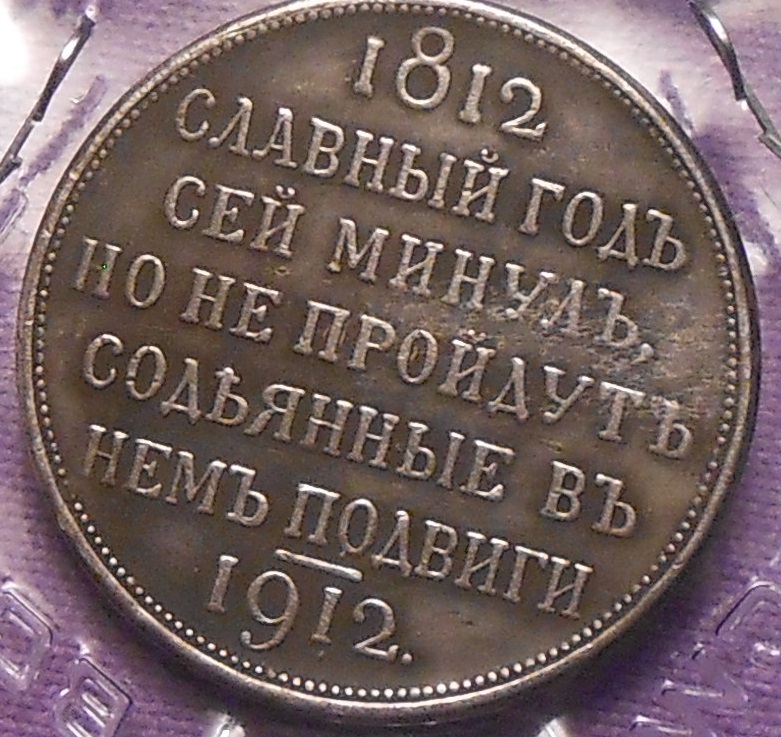 1812
СЛАВНЫЙ ГОДЪ
СЕЙ МИНУЛЪ,
НО НЕ ПРОЙДУТЪ
СОДѢЯННЫЕ ВЪ
НЕМЪ ПОДВИГИ
1912.